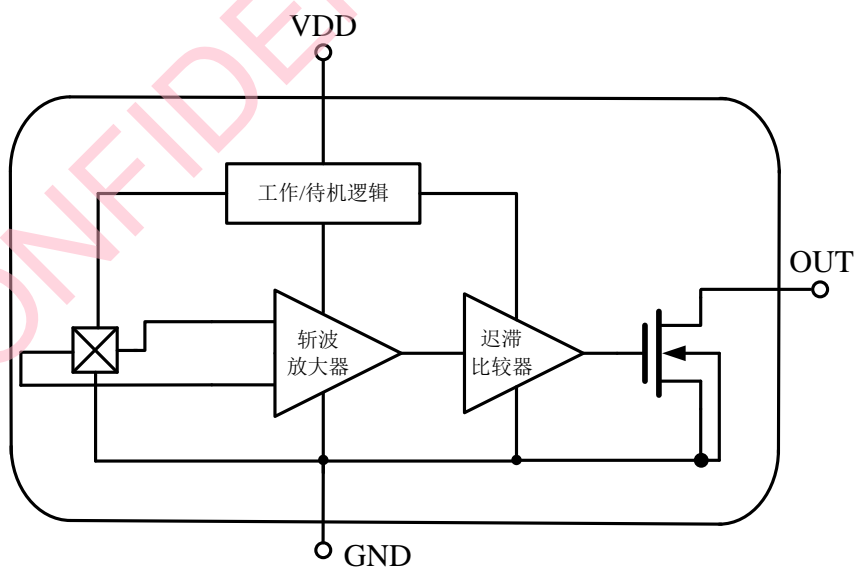 VDD
CONFIDE
工作/待机逻辑
OUT
斩波
放大器
迟滞
比较器
GND